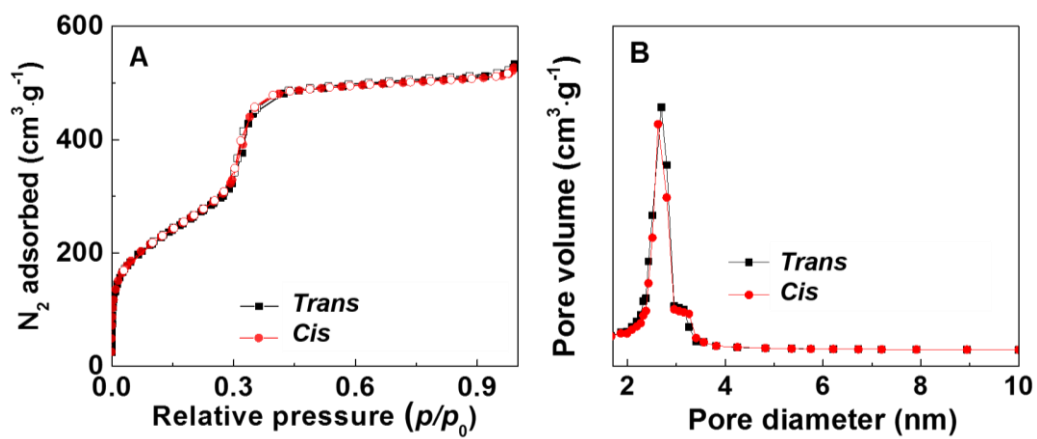 A
N₂ adsorbed (cm³·g⁻¹)
600
400
200
0
0.0
0.3
0.6
0.9
Relative pressure (p/p₀)
Trans
Cis
B
Pore volume (cm³·g⁻¹)
Trans
Cis
2
4
6
8
10
Pore diameter (nm)